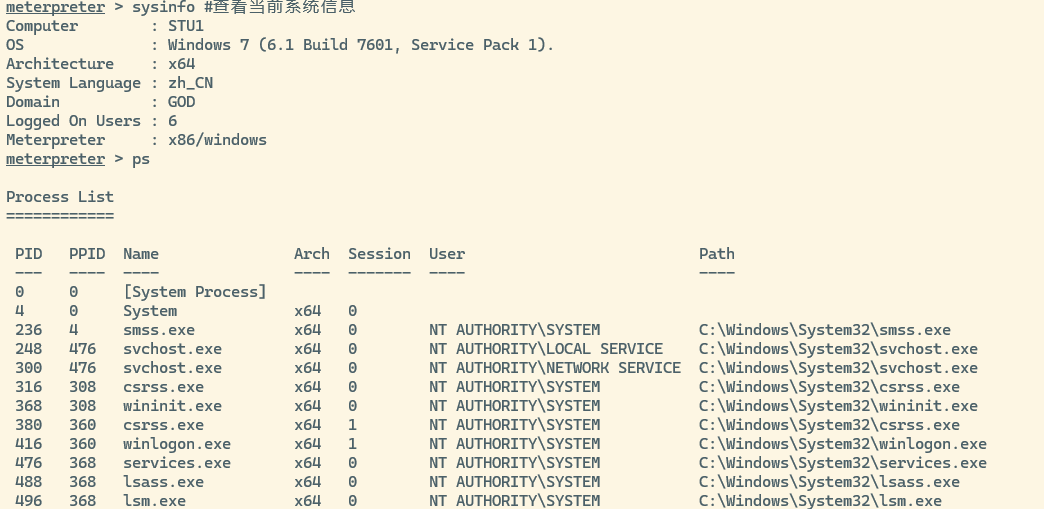 meterpreter > sysinfo #查看当前系统信息
Computer        : STU1
OS              : Windows 7 (6.1 Build 7601, Service Pack 1).
Architecture    : x64
System Language : zh_CN
Domain          : GOD
Logged On Users : 6
Meterpreter     : x86/windows
meterpreter > ps
Process List
============
PID   PPID  Name               Arch  Session  User                          Path
---   ----  ----               ----  -------  ----                          ----
0     0     [System Process]
4     0     System             x64   0
236   4     smss.exe           x64   0        NT AUTHORITY\SYSTEM           C:\Windows\System32\smss.exe
248   476   svchost.exe        x64   0        NT AUTHORITY\LOCAL SERVICE    C:\Windows\System32\svchost.exe
300   476   svchost.exe        x64   0        NT AUTHORITY\NETWORK SERVICE  C:\Windows\System32\svchost.exe
316   308   csrss.exe          x64   0        NT AUTHORITY\SYSTEM           C:\Windows\System32\csrss.exe
368   308   wininit.exe        x64   0        NT AUTHORITY\SYSTEM           C:\Windows\System32\wininit.exe
380   360   csrss.exe          x64   1        NT AUTHORITY\SYSTEM           C:\Windows\System32\csrss.exe
416   360   winlogon.exe       x64   1        NT AUTHORITY\SYSTEM           C:\Windows\System32\winlogon.exe
476   368   services.exe       x64   0        NT AUTHORITY\SYSTEM           C:\Windows\System32\services.exe
488   368   lsass.exe          x64   0        NT AUTHORITY\SYSTEM           C:\Windows\System32\lsass.exe
496   368   lsm.exe            x64   0        NT AUTHORITY\SYSTEM           C:\Windows\System32\lsm.exe